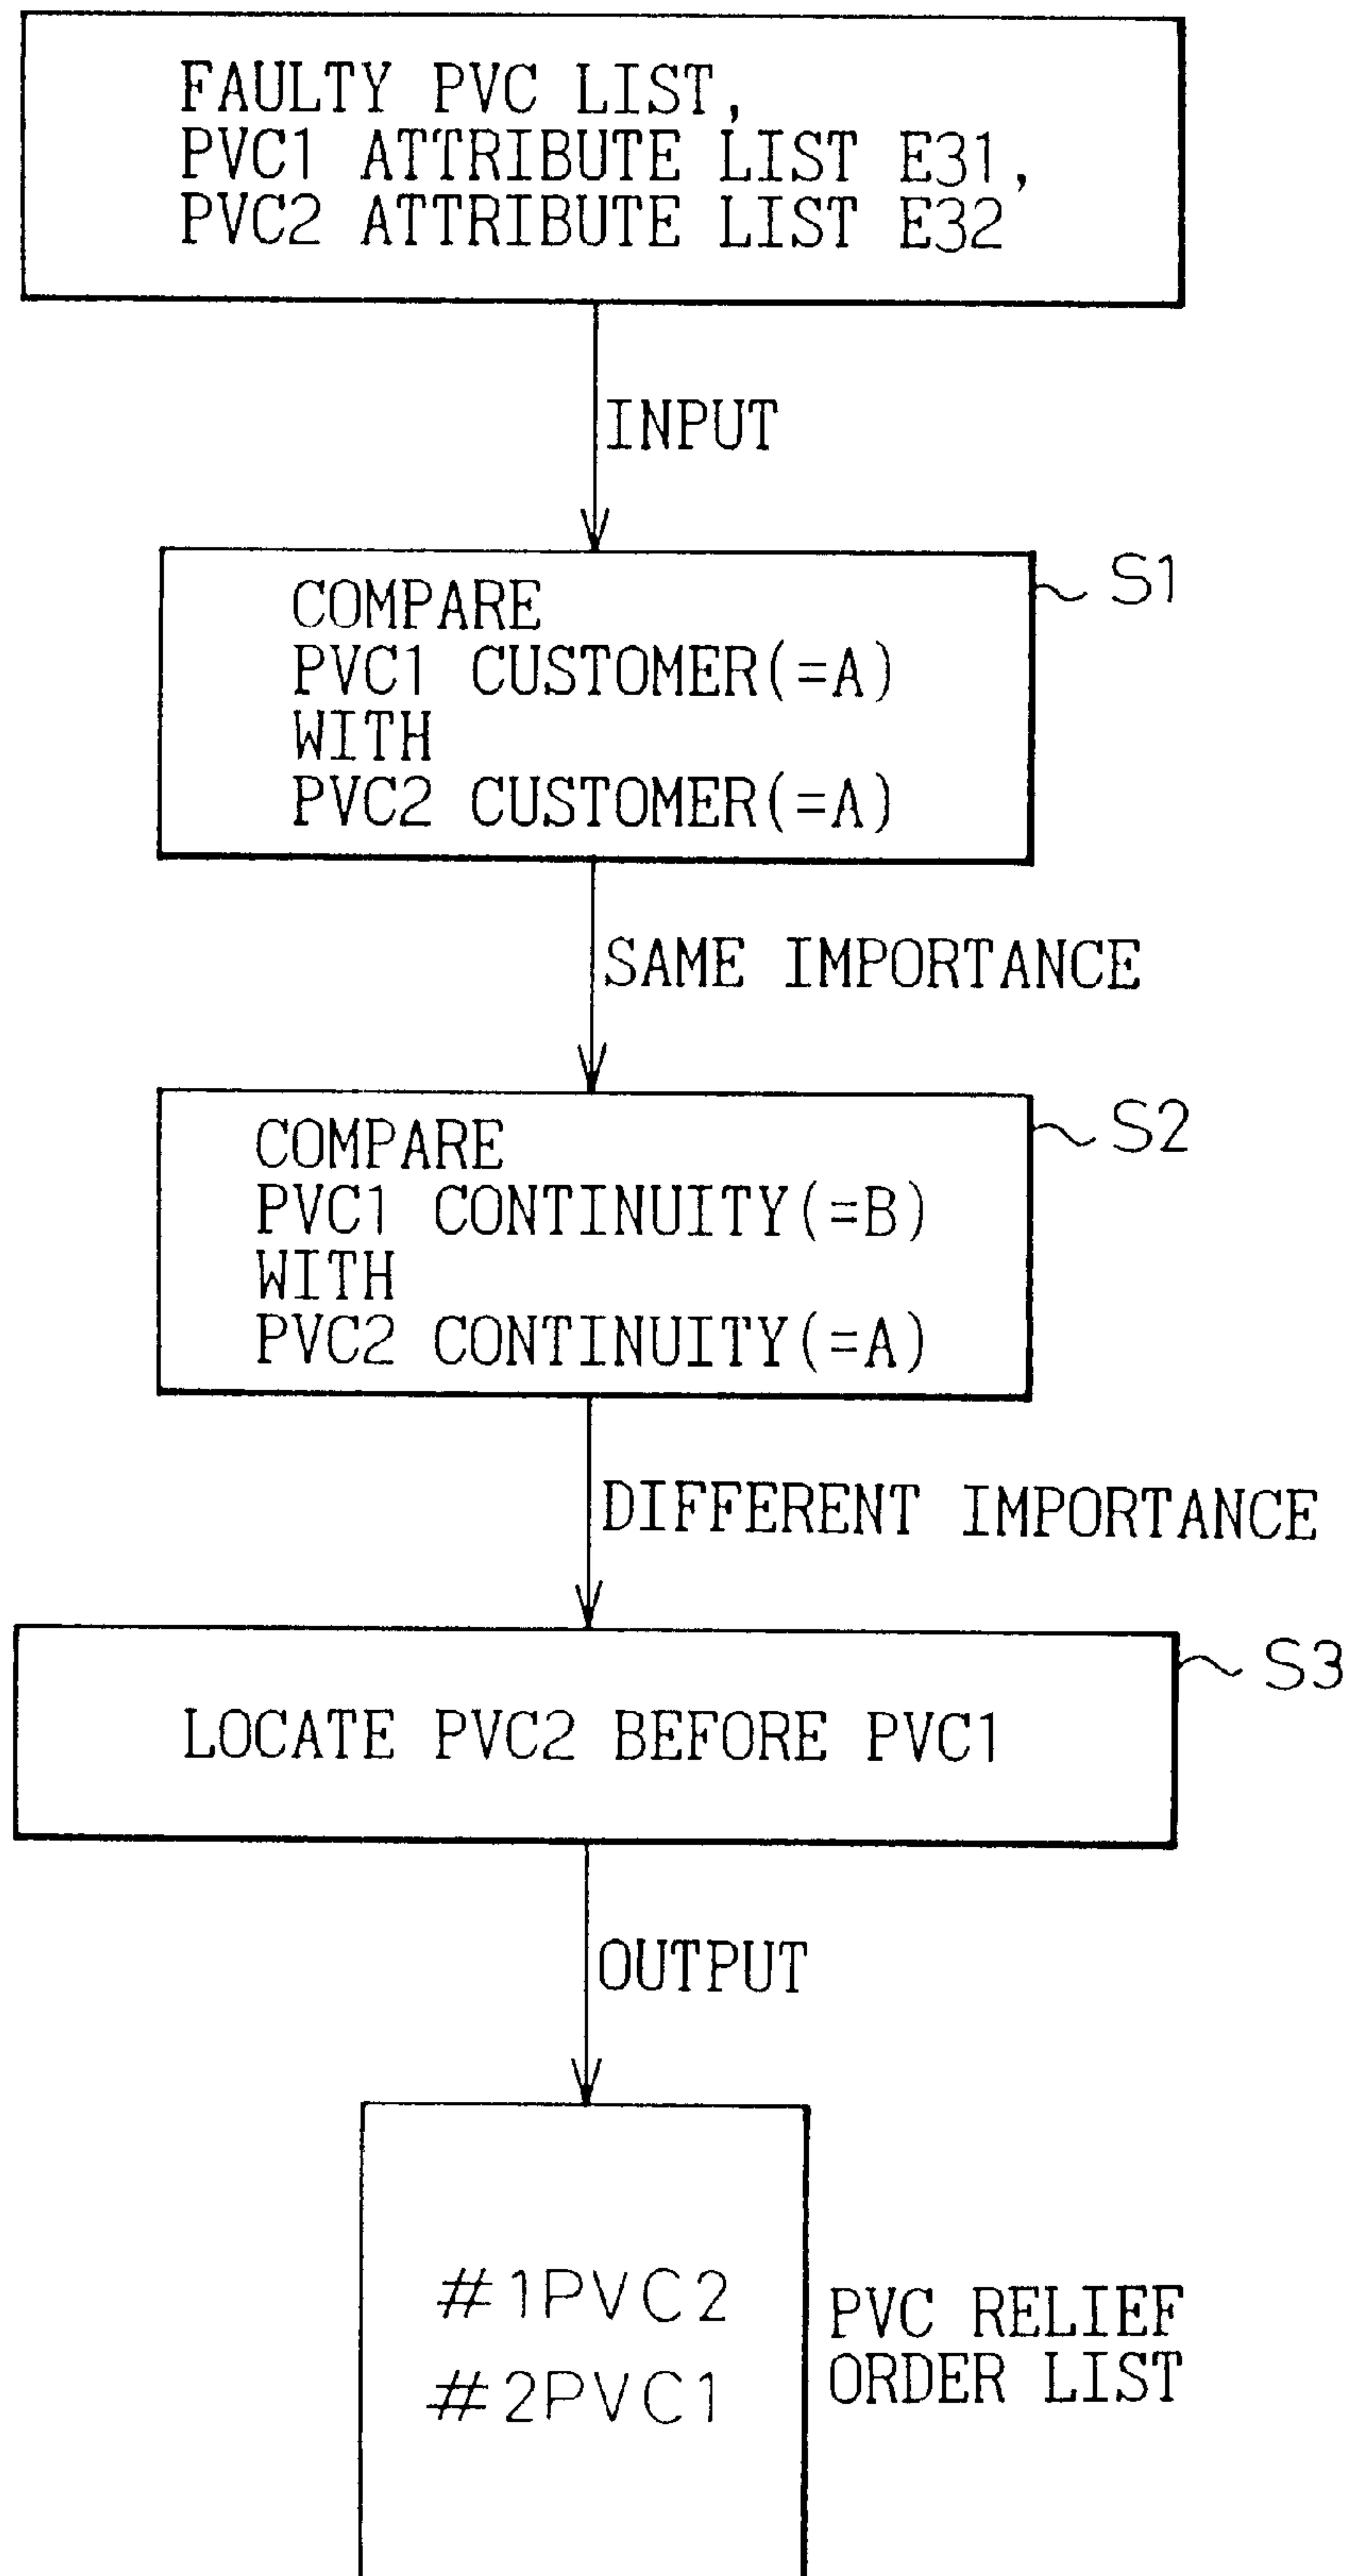 FAULTY PVC LIST,
PVC1 ATTRIBUTE LIST E31,
PVC2 ATTRIBUTE LIST E32
INPUT
COMPARE
PVC1 CUSTOMER(=A)
WITH
PVC2 CUSTOMER(=A)
S1
SAME IMPORTANCE
COMPARE
PVC1 CONTINUITY(=B)
WITH
PVC2 CONTINUITY(=A)
S2
DIFFERENT IMPORTANCE
LOCATE PVC2 BEFORE PVC1
S3
OUTPUT
#1PVC2
#2PVC1
PVC RELIEF
ORDER LIST